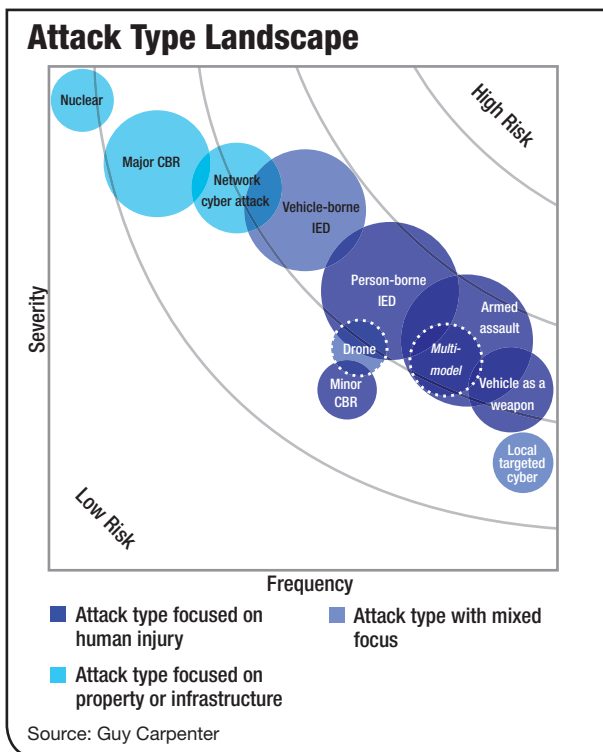 Attack Type Landscape
Nuclear
High Risk
Major CBR
Network
cyber attack
Vehicle-borne
IED
Person-borne
IED
Armed
assault
Severity
Drone
Multi-
model
Minor
CBR
Vehicle as a
weapon
Local
targeted
cyber
Low Risk
Frequency
Attack type focused on
human injury
Attack type with mixed
focus
Attack type focused on
property or infrastructure
Source: Guy Carpenter